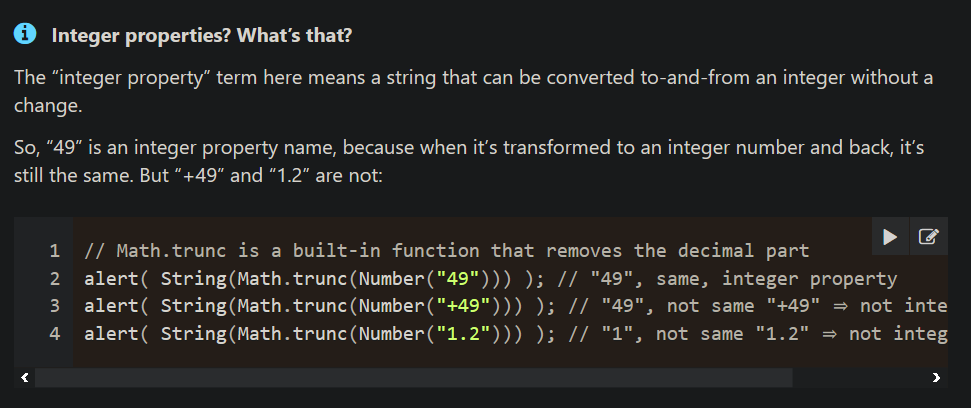 Integer properties? What’s that?
The “integer property” term here means a string that can be converted to-and-from an integer without a
change.
So, “49” is an integer property name, because when it’s transformed to an integer number and back, it’s
still the same. But “+49” and “1.2” are not:
1 // Math.trunc is a built-in function that removes the decimal part
2 alert( String(Math.trunc(Number("49"))) ); // "49", same, integer property
3 alert( String(Math.trunc(Number("+49"))) ); // "49", not same "+49" ⇒ not inte
4 alert( String(Math.trunc(Number("1.2"))) ); // "1", not same "1.2" ⇒ not integ